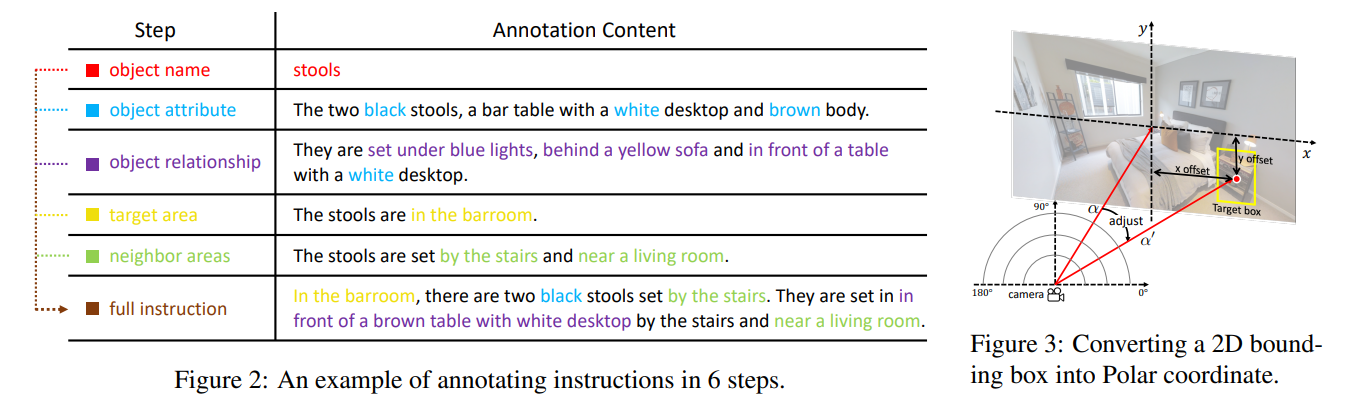 Step Annotation Content
object name stools
object attribute The two black stools, a bar table with a white desktop and brown body.
object relationship They are set under blue lights, behind a yellow sofa and in front of a table
with a white desktop.
target area The stools are in the barroom.
neighbor areas The stools are set by the stairs and near a living room.
full instruction In the barroom, there are two black stools set by the stairs. They are set in in
front of a brown table with white desktop by the stairs and near a living room.
Figure 2: An example of annotating instructions in 6 steps.
y
x
y offset
x offset
Target box
90°
α
adjust
α'
180°
camera
0°
Figure 3: Converting a 2D bound-
ing box into Polar coordinate.